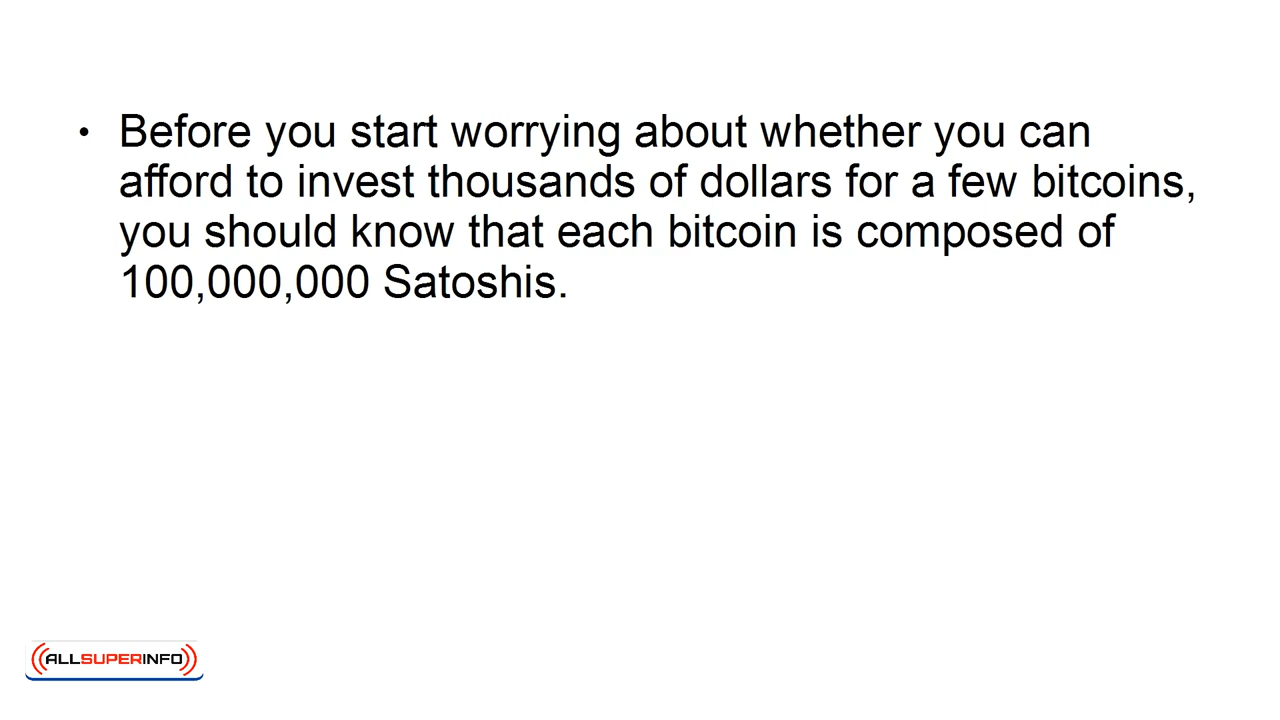 • Before you start worrying about whether you can
afford to invest thousands of dollars for a few bitcoins,
you should know that each bitcoin is composed of
100,000,000 Satoshis.
ALLSUPERINFO